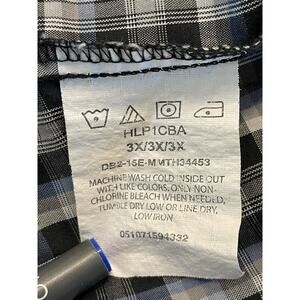 HLP1CBA
3X/3X/3X
DB2-15E-MMTH34453
MACHINE WASH COLD INSIDE OUT
WITH LIKE COLORS, ONLY NON-
CHLORINE BLEACH WHEN NEEDED,
TUMBLE DRY LOW OR LINE DRY,
LOW IRON
051071594332